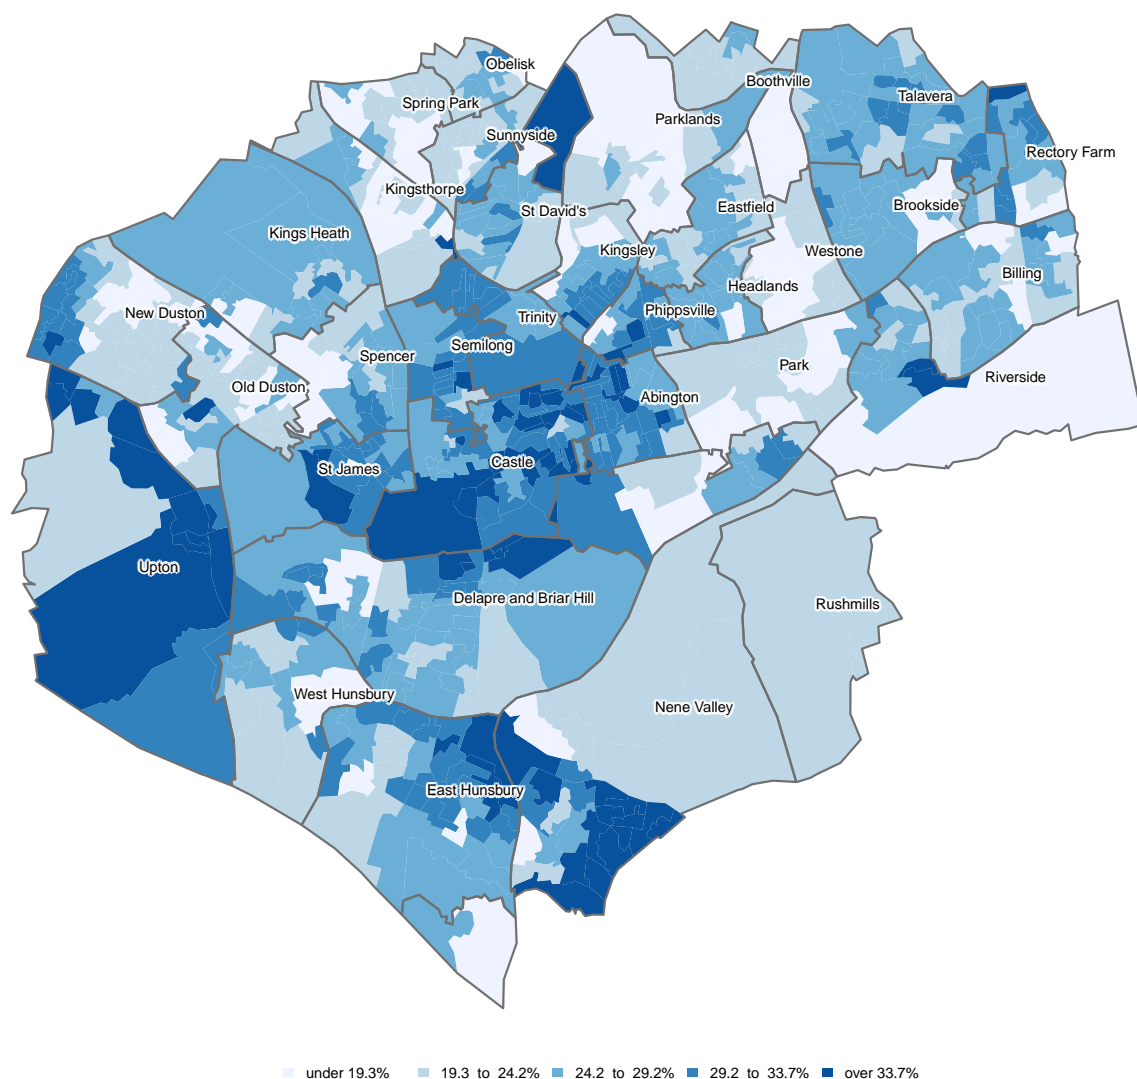 Obelisk
Boothville
Spring Park
Talavera
Parklands
Sunnyside
Rectory Farm
Kingsthorpe
Brookside
Eastfield
St David's
Kings Heath
Kingsley
Westone
Billing
Headlands
New Duston
Phippsville
Trinity
Semilong
Spencer
Park
Riverside
Old Duston
Abington
Castle
St James
Upton
Delapre and Briar Hill
Rushmills
West Hunsbury
Nene Valley
East Hunsbury
under 19.3% 19.3 to 24.2% 24.2 to 29.2% 29.2 to 33.7% over 33.7%